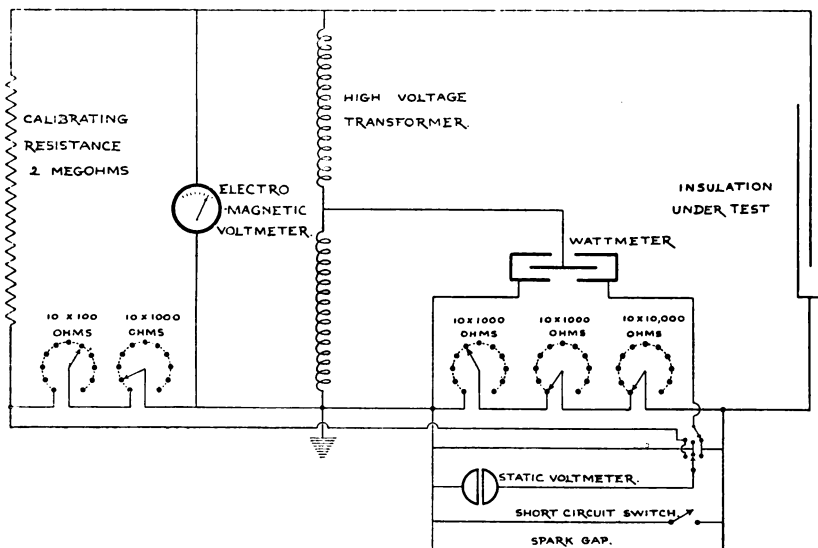 CALIBRATING
RESISTANCE
2 MEGOHMS
HIGH VOLTAGE
TRANSFORMER.
ELECTRO
-MAGNETIC
VOLTMETER.
INSULATION
UNDER TEST
WATTMETER
10 X 100
OHMS
10 X 1000
OHMS
10 X 1000
OHMS
10 X 1000
OHMS
10 X 10,000
OHMS
STATIC VOLTMETER.
SHORT CIRCUIT SWITCH.
SPARK GAP.